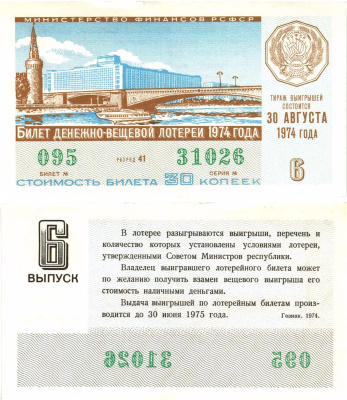 МИНИСТЕРСТВО ФИНАНСОВ РСФСР
ТИРАЖ ВЫИГРЫШЕЙ
СОСТОИТСЯ
30 АВГУСТА
1974 ГОДА
БИЛЕТ ДЕНЕЖНО-ВЕЩЕВОЙ ЛОТЕРЕИ 1974 ГОДА
095 РАЗРЯД 41 31026 6
БИЛЕТ № СЕРИЯ №
СТОИМОСТЬ БИЛЕТА 30 КОПЕЕК
6
ВЫПУСК
В лотерее разыгрываются выигрыши, перечень и
количество которых установлены условиями лотереи,
утвержденными Советом Министров республики.
Владелец выигравшего лотерейного билета может
по желанию получить взамен вещевого выигрыша его
стоимость наличными деньгами.
Выдача выигрышей по лотерейным билетам произ-
водится до 30 июня 1975 года.
Гознак. 1974.
31026 095